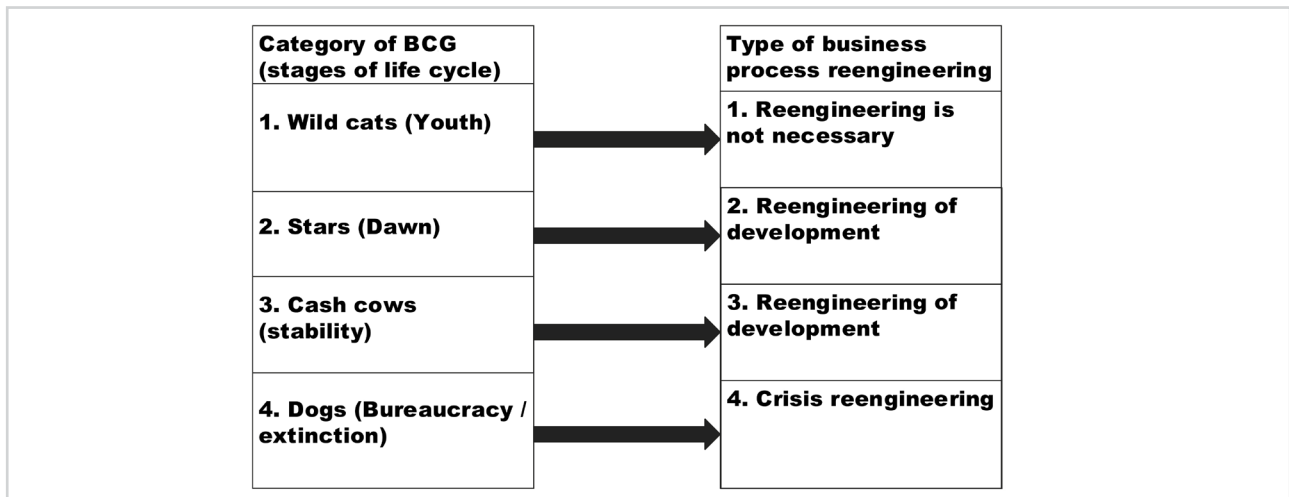 Category of BCG
(stages of life cycle)
1. Wild cats (Youth)
2. Stars (Dawn)
3. Cash cows
(stability)
4. Dogs (Bureaucracy /
extinction)
Type of business
process reengineering
1. Reengineering is
not necessary
2. Reengineering of
development
3. Reengineering of
development
4. Crisis reengineering